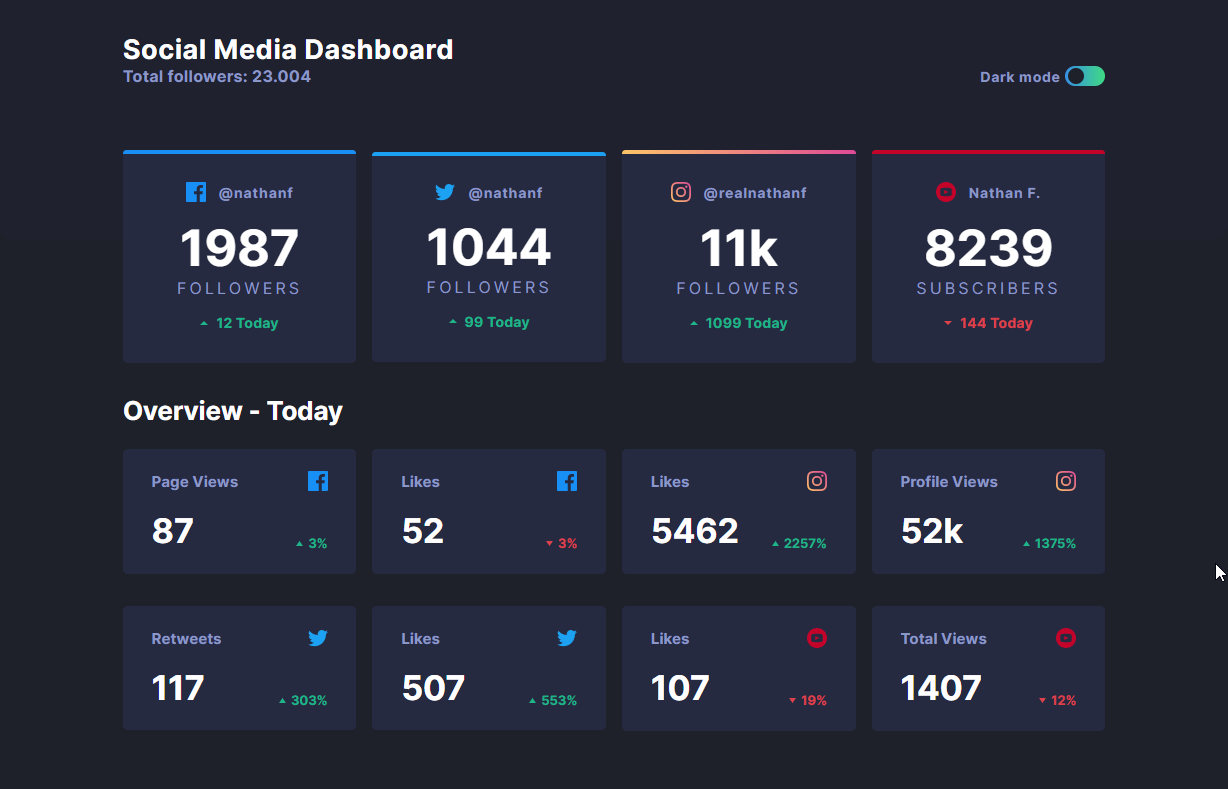 Social Media Dashboard
Total followers: 23.004
Dark mode
@nathanf
1987
FOLLOWERS
12 Today
@nathanf
1044
FOLLOWERS
99 Today
@realnathanf
11k
FOLLOWERS
1099 Today
Nathan F.
8239
SUBSCRIBERS
144 Today
Overview - Today
Page Views
87
3%
Likes
52
3%
Likes
5462
2257%
Profile Views
52k
1375%
Retweets
117
303%
Likes
507
553%
Likes
107
19%
Total Views
1407
12%